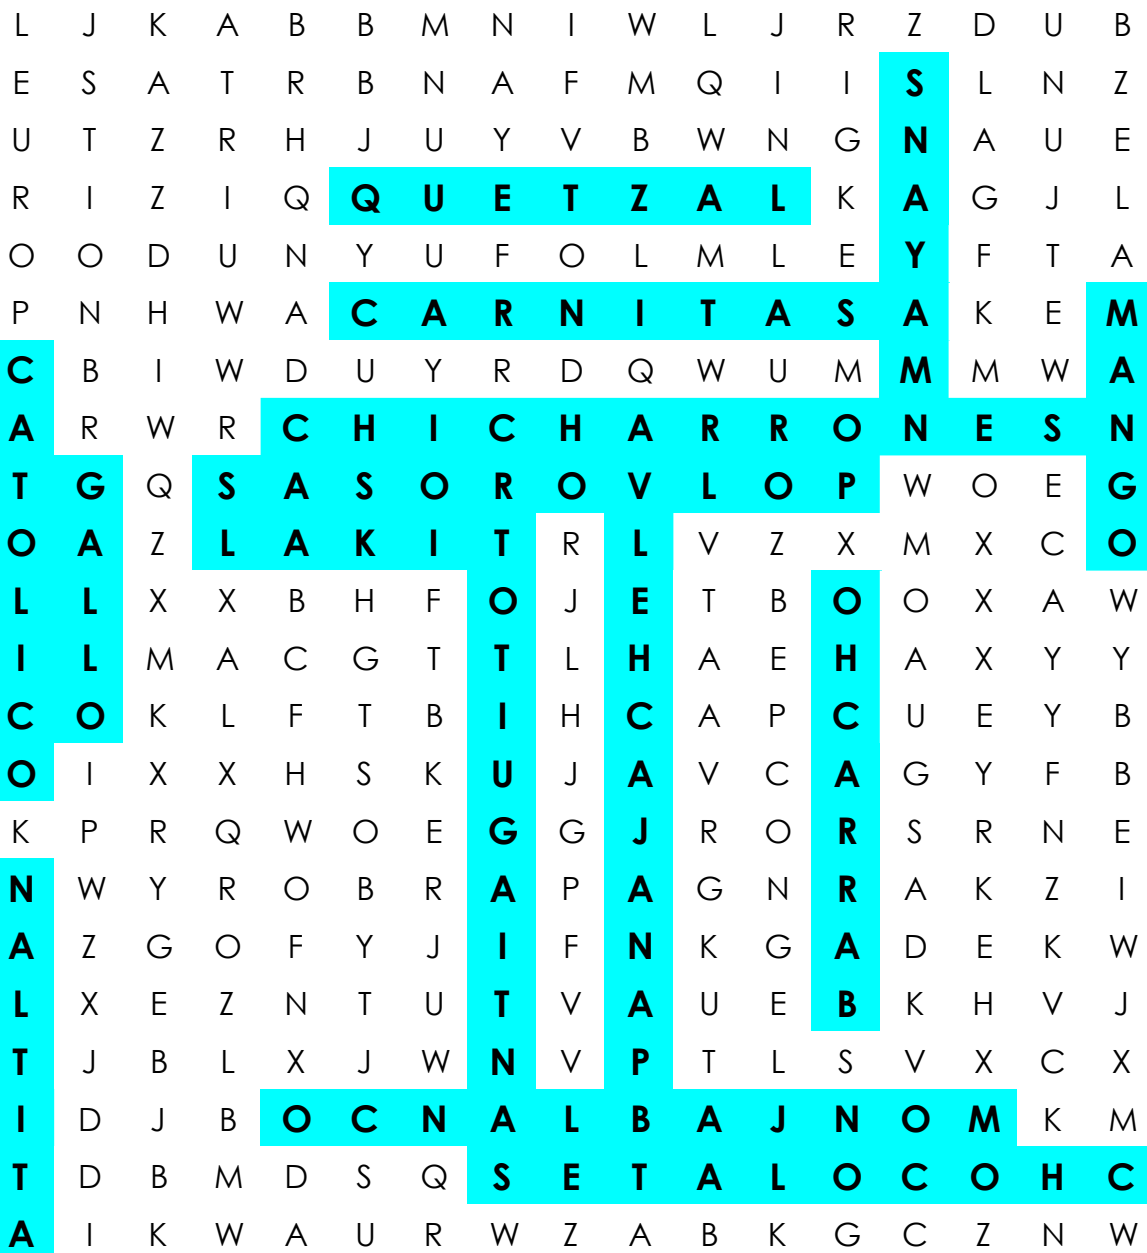 L J K A B B M N I W L J R Z D U B
E S A T R B N A F M Q I I S L N Z
U T Z R H J U Y V B W N G N A U E
R I Z I Q Q U E T Z A L K A G J L
O O D U N Y U F O L M L E Y F T A
P N H W A C A R N I T A S A K E M
C B I W D U Y R D Q W U M M M W A
A R W R C H I C H A R R O N E S N
T G Q S A S O R O V L O P W O E G
O A Z L A K I T R L V Z X M X C O
L L X X B H F O J E T B O O X A W
I L M A C G T T L H A E H A X Y Y
C O K L F T B I H C A P C U E Y B
O I X X H S K U J A V C A G Y F B
K P R Q W O E G G J R O R S R N E
N W Y R O B R A P A G N R A K Z I
A Z G O F Y J I F N K G A D E K W
L X E Z N T U T V A U E B K H V J
T J B L X J W N V P T L S V X C X
I D J B O C N A L B A J N O M K M
T D B M D S Q S E T A L O C O H C
A I K W A U R W Z A B K G C Z N W